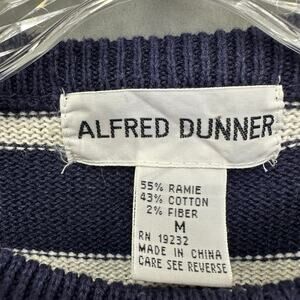 ALFRED DUNNER
55% RAMIE
43% COTTON
2% FIBER
M
RN 19232
MADE IN CHINA
CARE SEE REVERSE